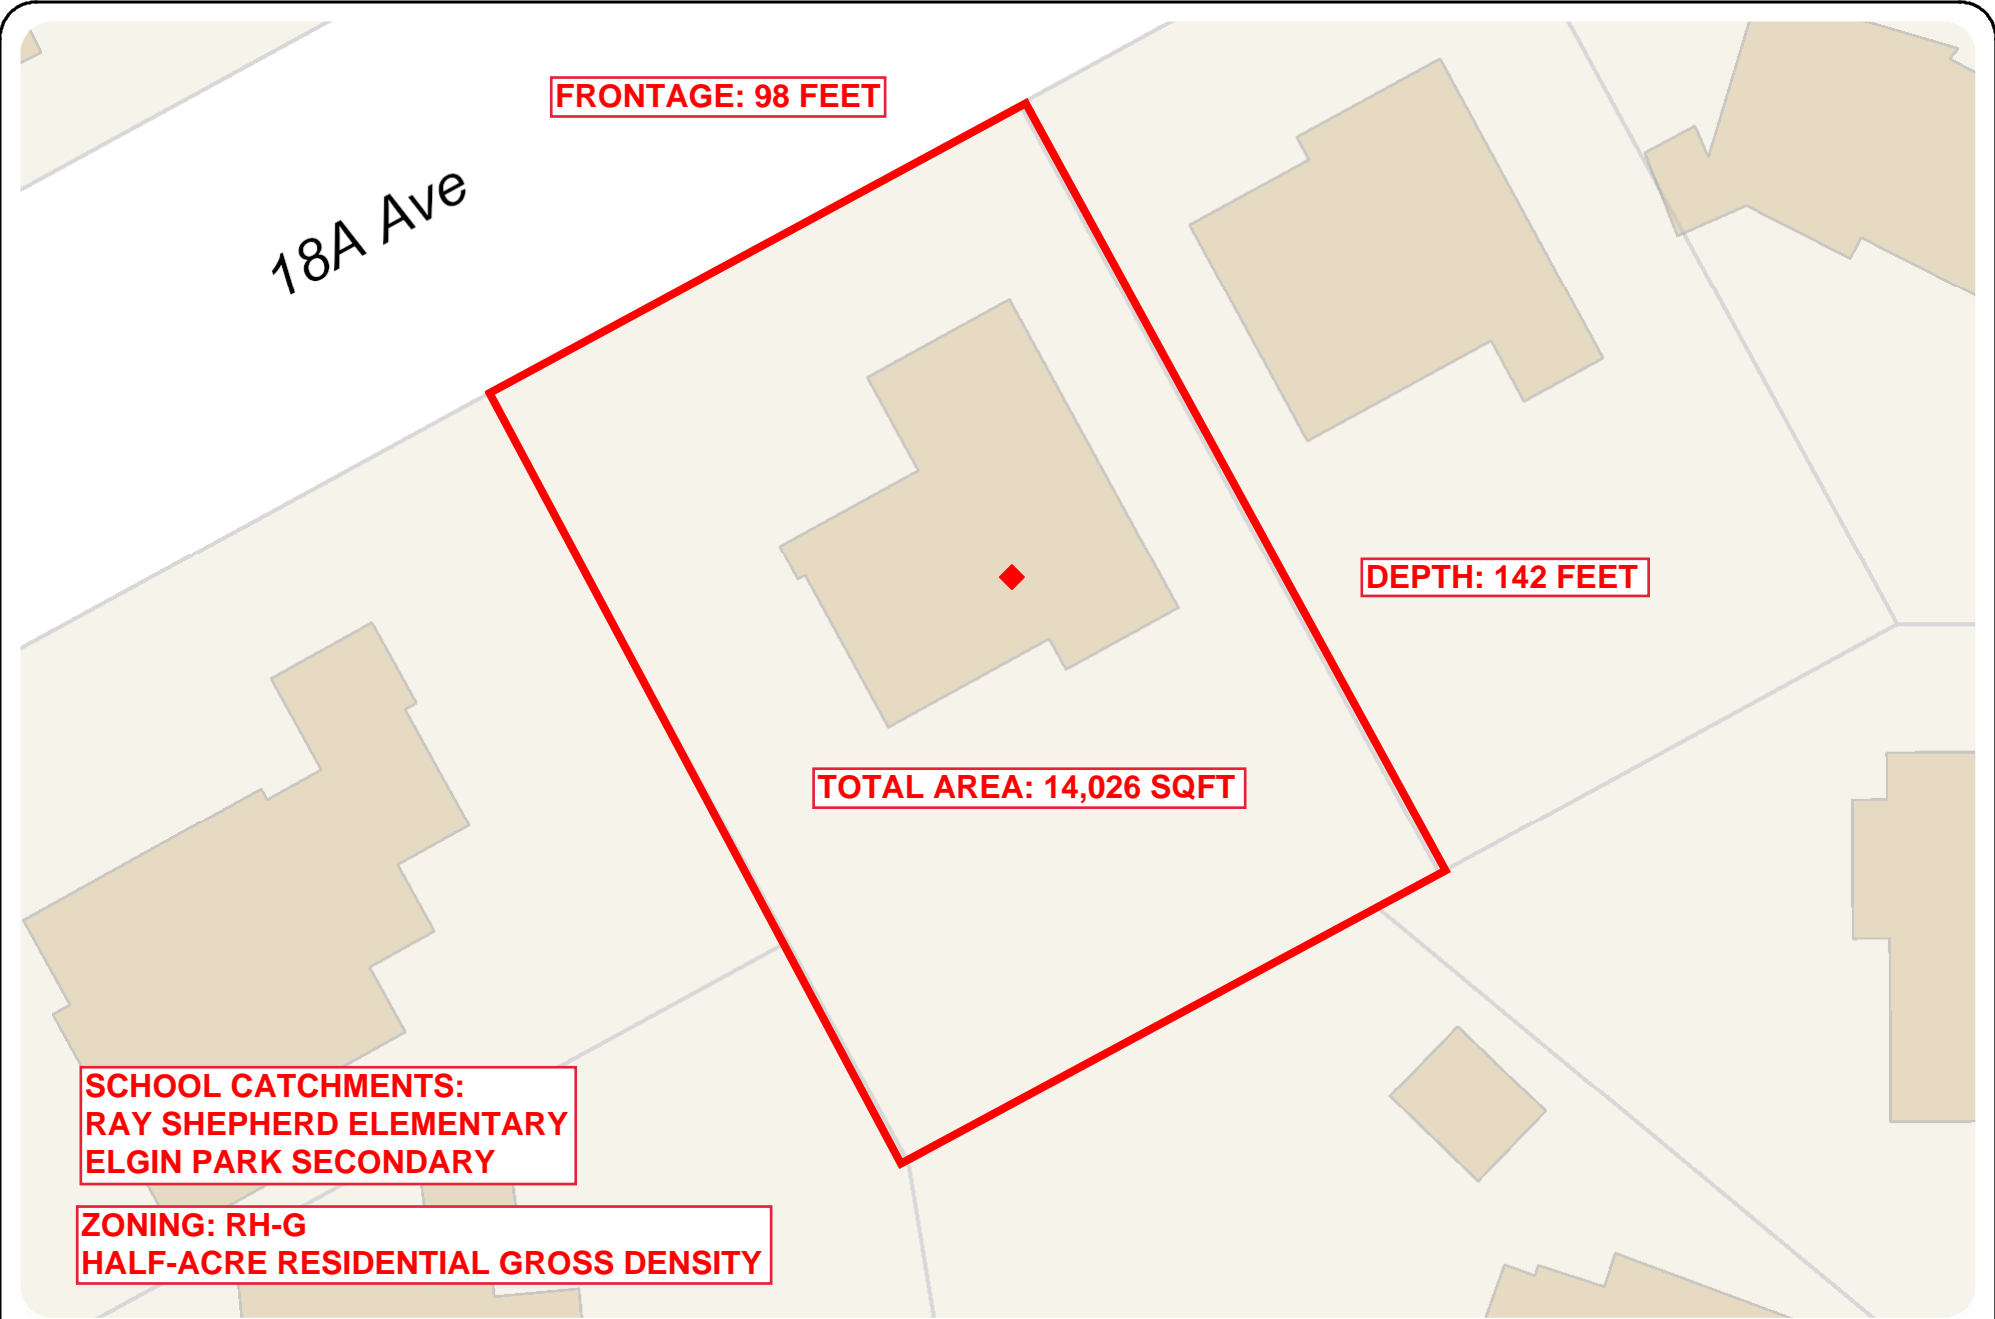 FRONTAGE: 98 FEET
18A Ave
DEPTH: 142 FEET
TOTAL AREA: 14,026 SQFT
SCHOOL CATCHMENTS:
RAY SHEPHERD ELEMENTARY
ELGIN PARK SECONDARY
ZONING: RH-G
HALF-ACRE RESIDENTIAL GROSS DENSITY